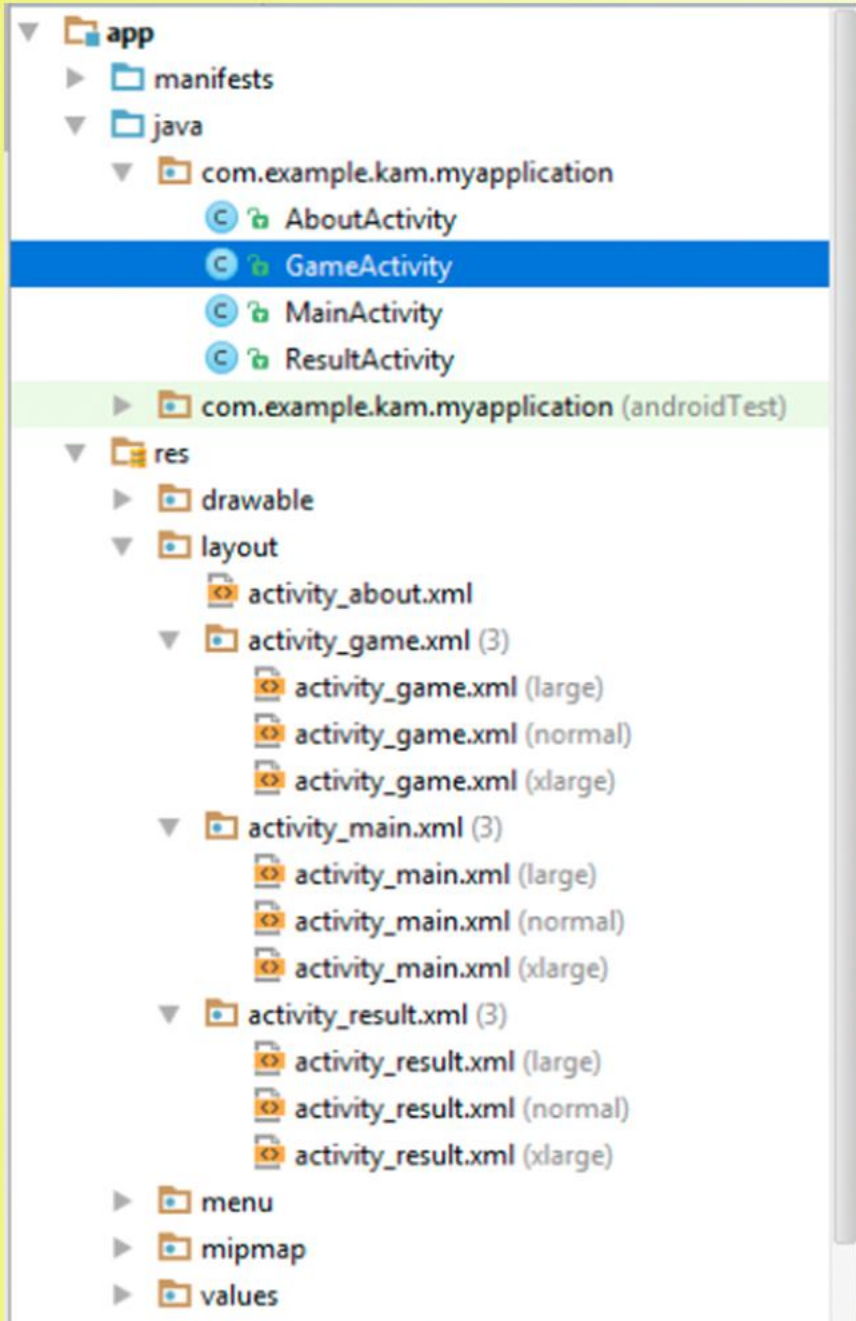 app
manifests
java
com.example.kam.myapplication
AboutActivity
GameActivity
MainActivity
ResultActivity
com.example.kam.myapplication (androidTest)
res
drawable
layout
activity_about.xml
activity_game.xml (3)
activity_game.xml (large)
activity_game.xml (normal)
activity_game.xml (xlarge)
activity_main.xml (3)
activity_main.xml (large)
activity_main.xml (normal)
activity_main.xml (xlarge)
activity_result.xml (3)
activity_result.xml (large)
activity_result.xml (normal)
activity_result.xml (xlarge)
menu
mipmap
values